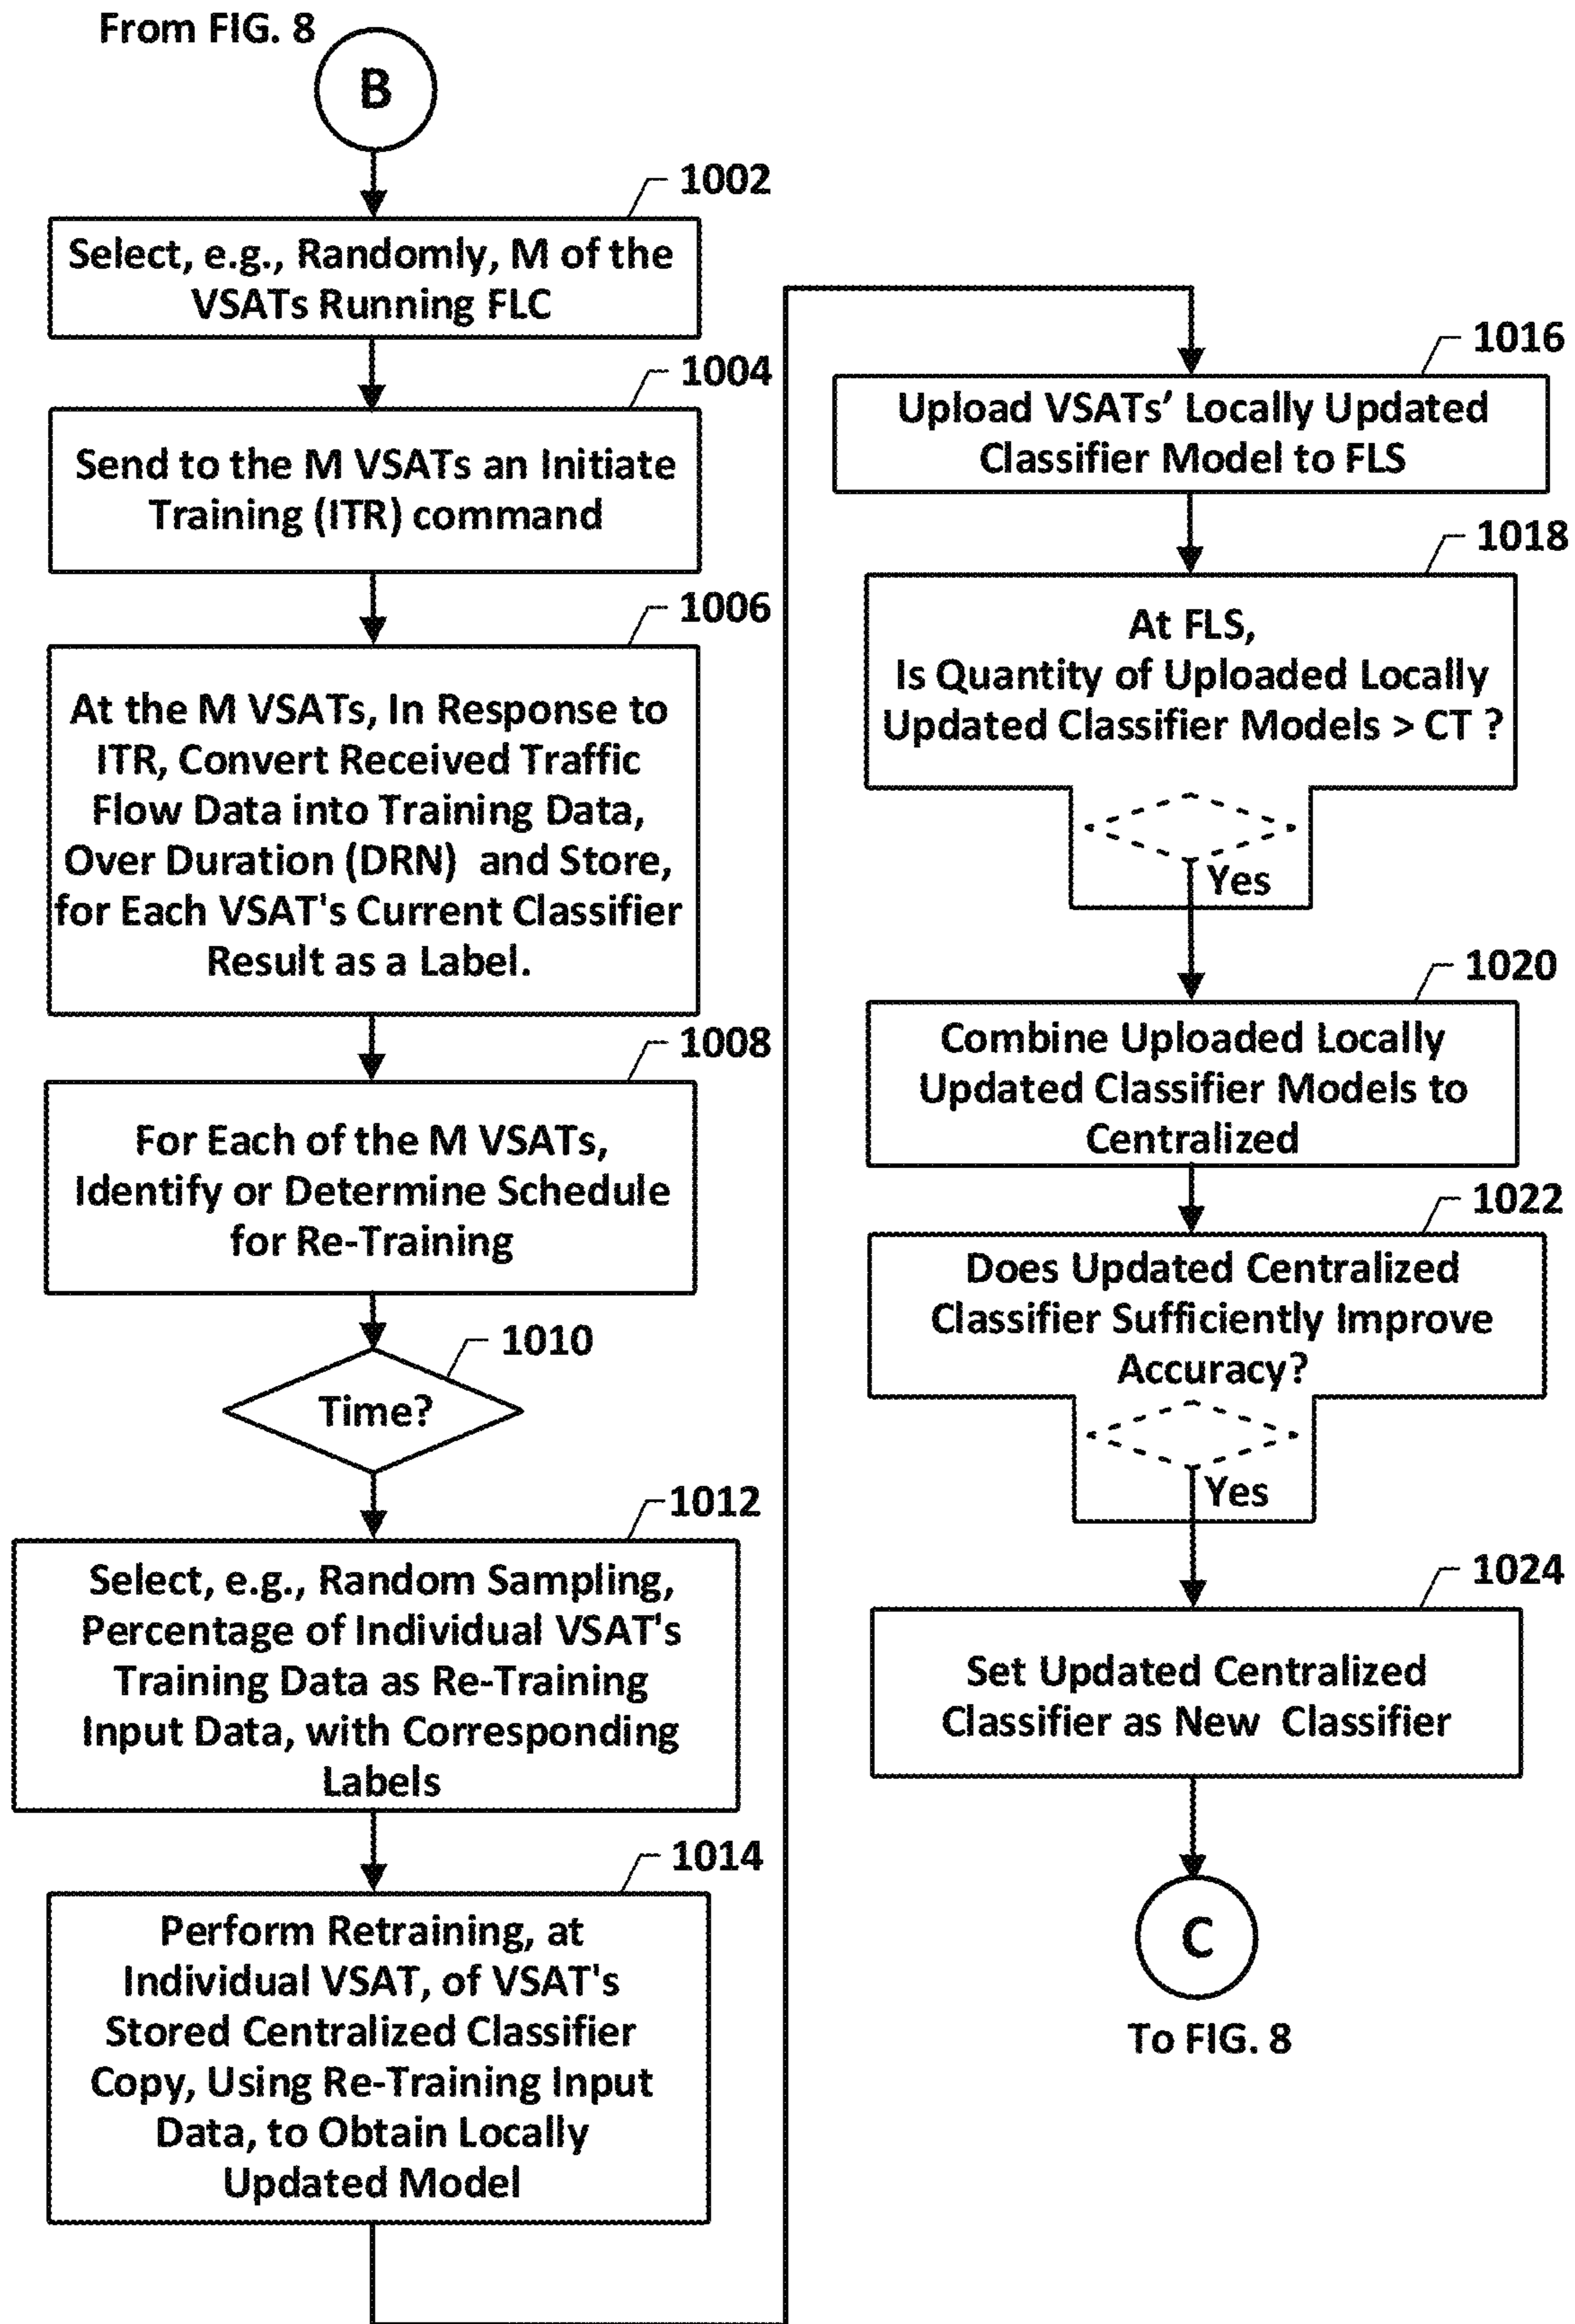 From FIG. 8
B
1002
Select, e.g., Randomly, M of the
VSATs Running FLC
1004
Send to the M VSATs an Initiate
Training (ITR) command
1006
At the M VSATs, In Response to
ITR, Convert Received Traffic
Flow Data into Training Data,
Over Duration (DRN) and Store,
for Each VSAT's Current Classifier
Result as a Label.
1008
For Each of the M VSATs,
Identify or Determine Schedule
for Re-Training
1010
Time?
1012
Select, e.g., Random Sampling,
Percentage of Individual VSAT's
Training Data as Re-Training
Input Data, with Corresponding
Labels
1014
Perform Retraining, at
Individual VSAT, of VSAT's
Stored Centralized Classifier
Copy, Using Re-Training Input
Data, to Obtain Locally
Updated Model
1016
Upload VSATs’ Locally Updated
Classifier Model to FLS
1018
At FLS,
Is Quantity of Uploaded Locally
Updated Classifier Models > CT ?
Yes
1020
Combine Uploaded Locally
Updated Classifier Models to
Centralized
1022
Does Updated Centralized
Classifier Sufficiently Improve
Accuracy?
Yes
1024
Set Updated Centralized
Classifier as New Classifier
C
To FIG. 8